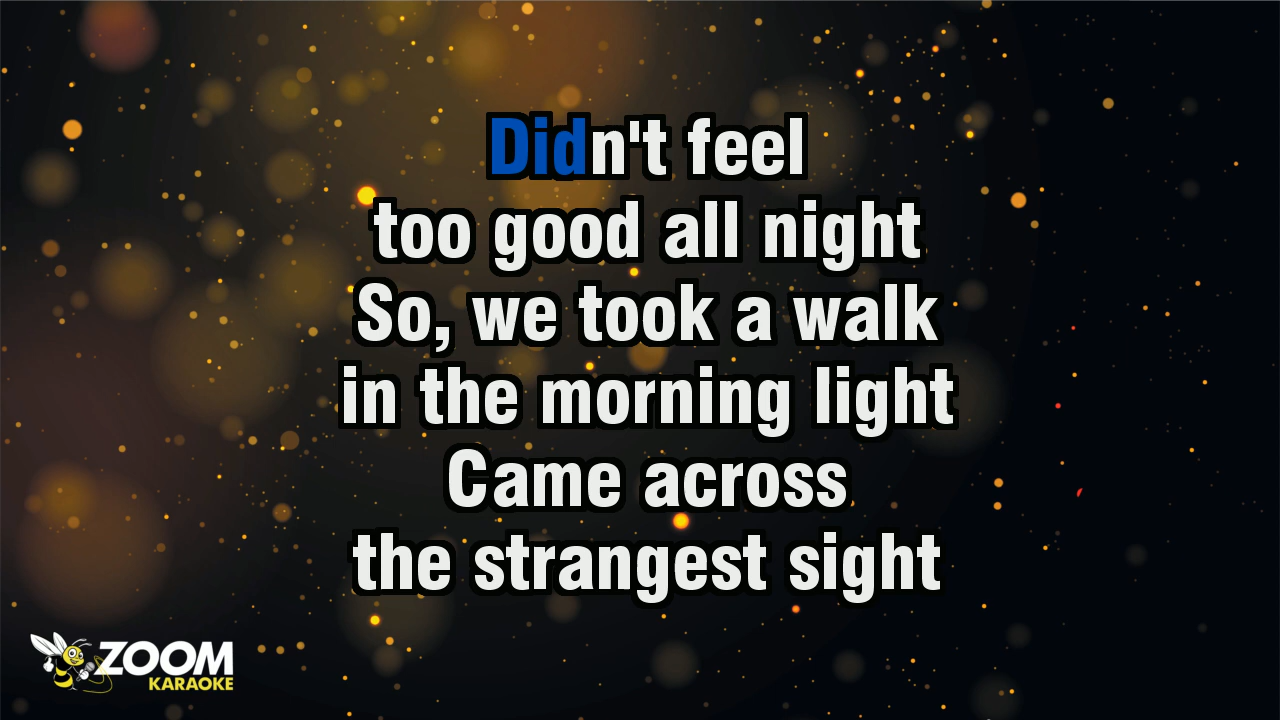 Didn't feel
too good all night
So, we took a walk
in the morning light
Came across
the strangest sight
ZOOM
KARAOKE